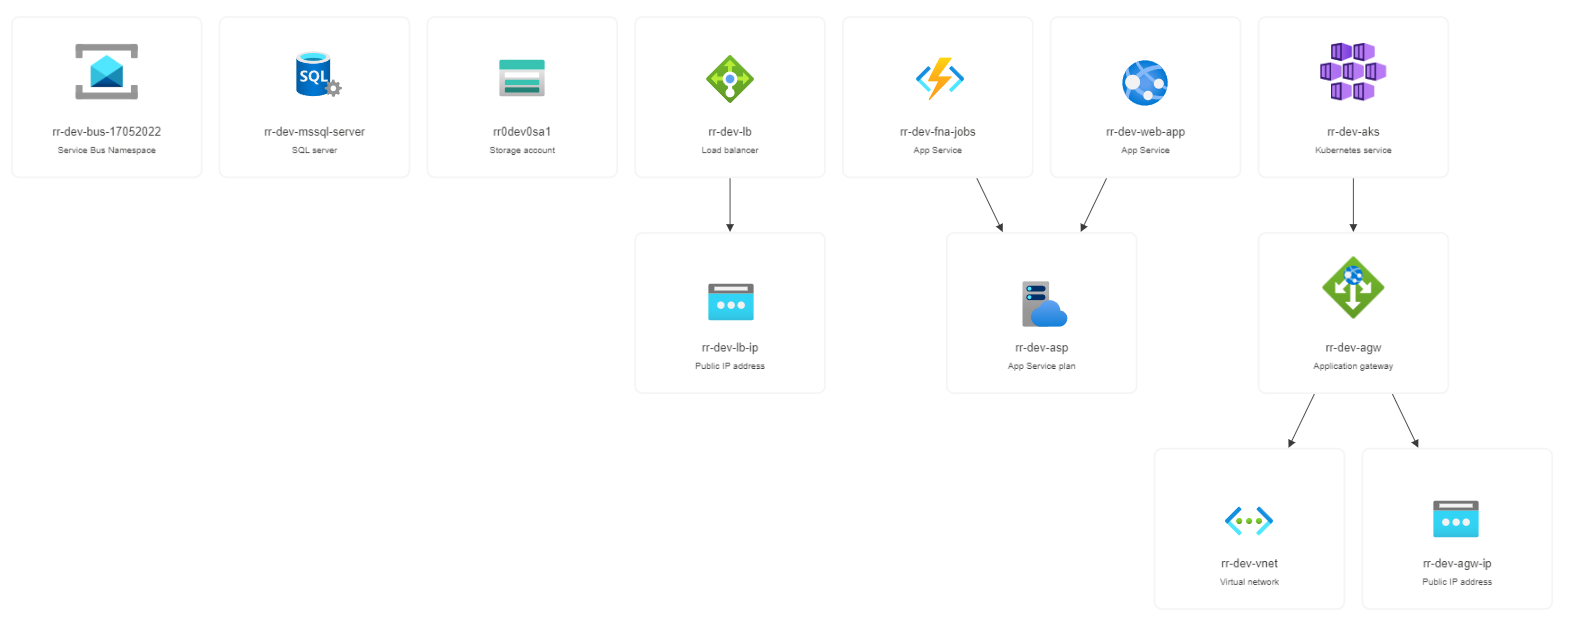 SQL
rr-dev-bus-17052022
Service Bus Namespace
rr-dev-mssql-server
SQL server
rr0dev0sa1
Storage account
rr-dev-lb
Load balancer
rr-dev-fna-jobs
App Service
rr-dev-web-app
App Service
rr-dev-aks
Kubernetes service
rr-dev-lb-ip
Public IP address
rr-dev-asp
App Service plan
rr-dev-agw
Application gateway
rr-dev-vnet
Virtual network
rr-dev-agw-ip
Public IP address